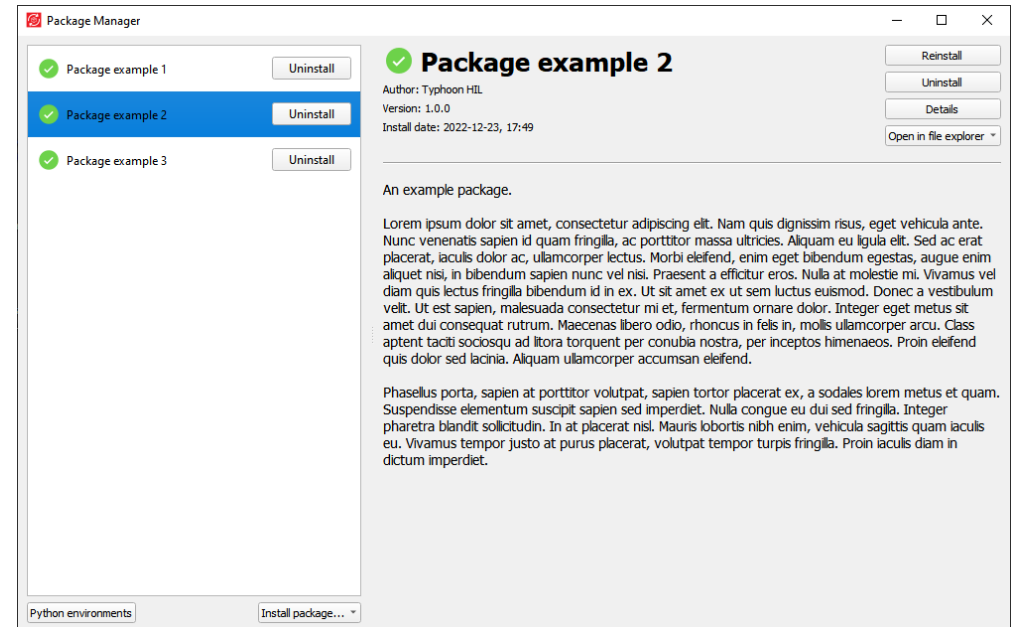 Package Manager
Package example 1
Uninstall
Package example 2
Uninstall
Package example 3
Uninstall
Python environments
Install package...
Package example 2
Author: Typhoon HIL
Version: 1.0.0
Install date: 2022-12-23, 17:49
Reinstall
Uninstall
Details
Open in file explorer
An example package.
Lorem ipsum dolor sit amet, consectetur adipiscing elit. Nam quis dignissim risus, eget vehicula ante.
Nunc venenatis sapien id quam fringilla, ac porttitor massa ultricies. Aliquam eu ligula elit. Sed ac erat
placerat, iaculis dolor ac, ullamcorper lectus. Morbi eleifend, enim eget bibendum egestas, augue enim
aliquet nisi, in bibendum sapien nunc vel nisi. Praesent a efficitur eros. Nulla at molestie mi. Vivamus vel
diam quis lectus fringilla bibendum id in ex. Ut sit amet ex ut sem luctus euismod. Donec a vestibulum
velit. Ut est sapien, malesuada consectetur mi et, fermentum ornare dolor. Integer eget metus sit
amet dui consequat rutrum. Maecenas libero odio, rhoncus in felis in, mollis ullamcorper arcu. Class
aptent taciti sociosqu ad litora torquent per conubia nostra, per inceptos himenaeos. Proin eleifend
quis dolor sed lacinia. Aliquam ullamcorper accumsan eleifend.
Phasellus porta, sapien at porttitor volutpat, sapien tortor placerat ex, a sodales lorem metus et quam.
Suspendisse elementum suscipit sapien sed imperdiet. Nulla congue eu dui sed fringilla. Integer
pharetra blandit sollicitudin. In at placerat nisl. Mauris lobortis nibh enim, vehicula sagittis quam iaculis
eu. Vivamus tempor justo at purus placerat, volutpat tempor turpis fringilla. Proin iaculis diam in
dictum imperdiet.